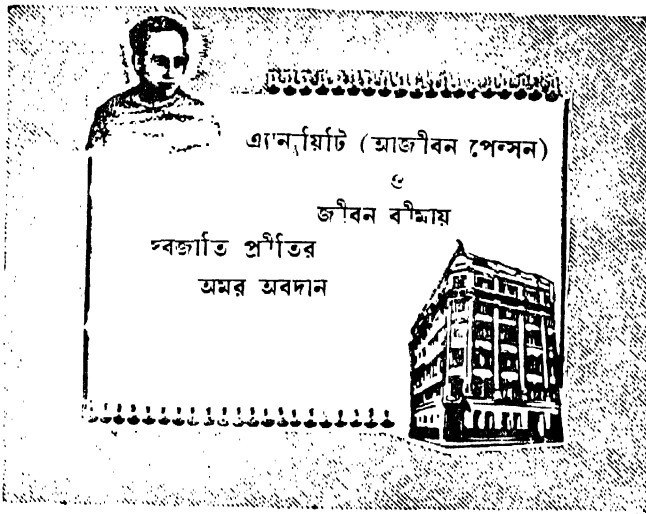 এ্যানুয়িটি (আজীবন পেন্সন)
ও
জীবন বীমায়
স্বজাতি প্রীতির
অমর অবদান